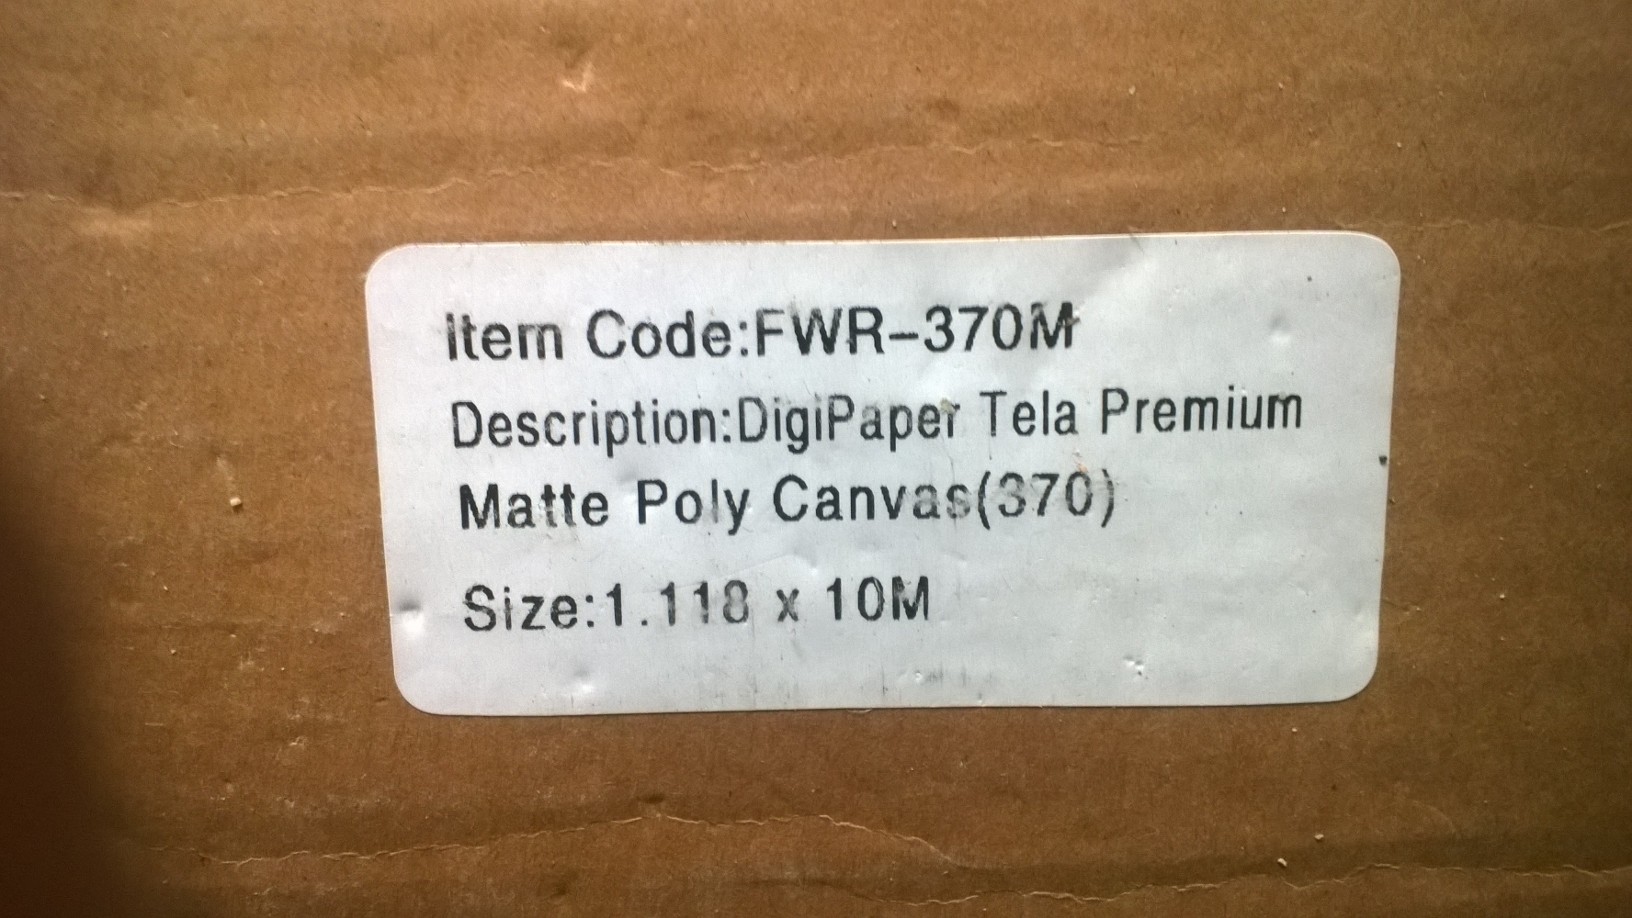 Item Code:FWR-370M
Description:DigiPaper Tela Premium
Matte Poly Canvas(370)
Size:1.118 x 10M